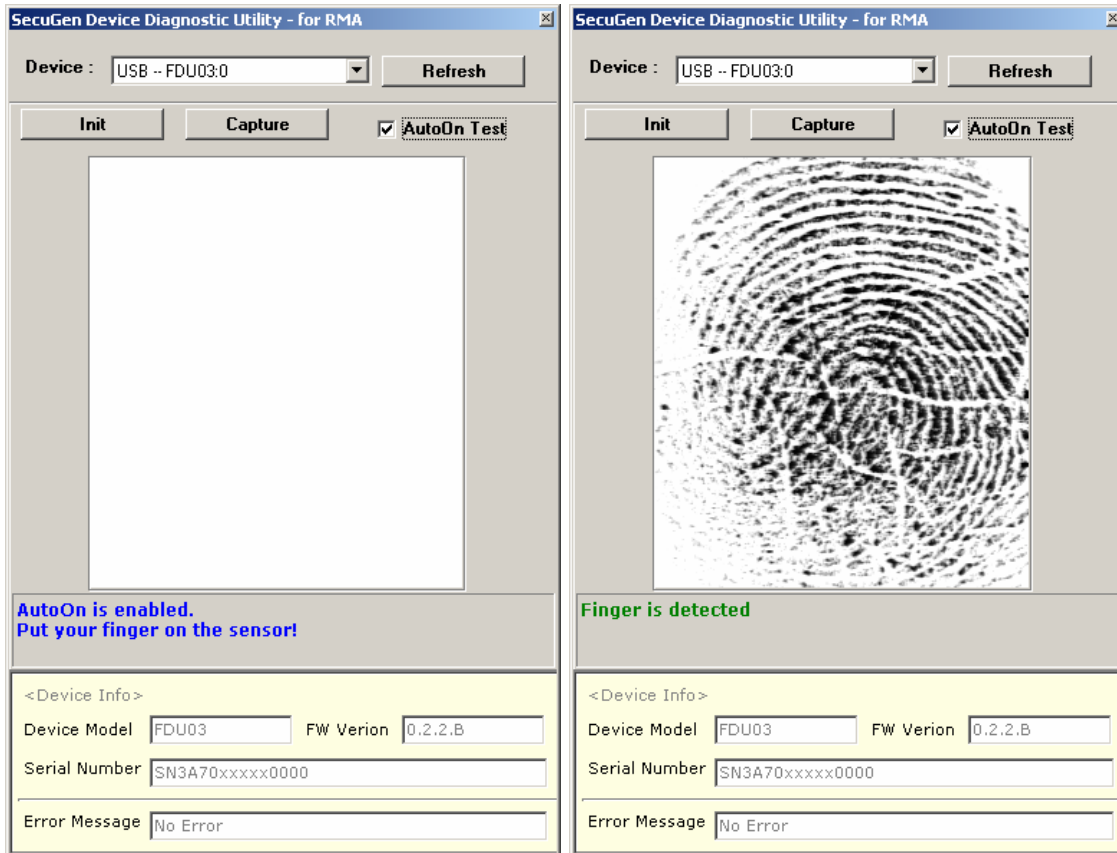 SecuGen Device Diagnostic Utility - for RMA
Device : USB -- FDU03:0 Refresh
Init Capture AutoOn Test
AutoOn is enabled.
Put your finger on the sensor!
<Device Info>
Device Model FDU03 FW Verion 0.2.2.B
Serial Number SN3A70xxxxx0000
Error Message No Error
SecuGen Device Diagnostic Utility - for RMA
Device : USB -- FDU03:0 Refresh
Init Capture AutoOn Test
Finger is detected
<Device Info>
Device Model FDU03 FW Verion 0.2.2.B
Serial Number SN3A70xxxxx0000
Error Message No Error